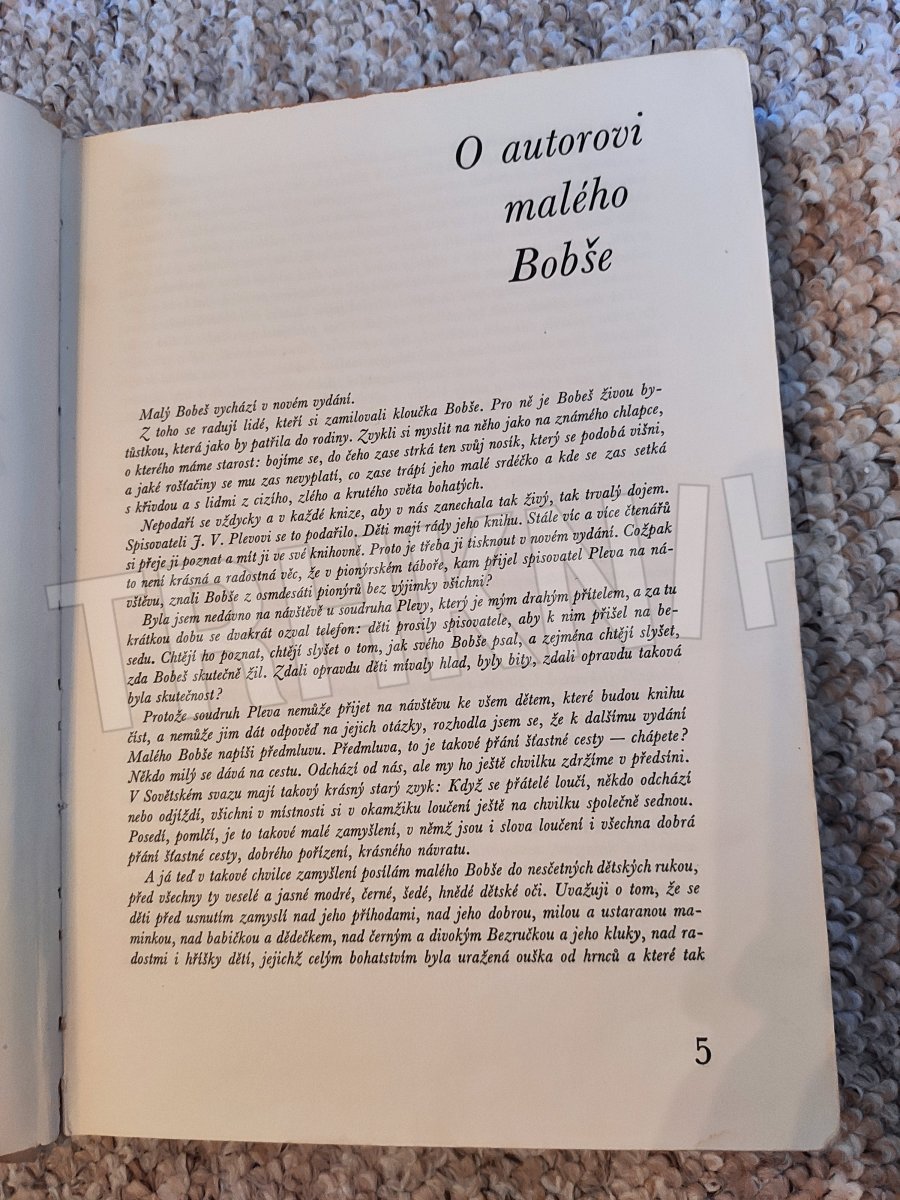 O autorovi
malého
Bobše
Malý Bobeš vychází v novém vydání.
Z toho se radují lidé, kteří si zamilovali kloučka Bobše. Pro ně je Bobeš živou by-
tůstkou, která jako by patřila do rodiny. Zvykli si myslit na něho jako na známého chlapce,
o kterého máme starost: bojíme se, do čeho zase strká ten svůj nosík, který se podobá višni,
a jaké rošťačiny se mu zas nevyplatí, co zase trápí jeho malé srdéčko a kde se zas setká
s křivdou a s lidmi z cizího, zlého a krutého světa bohatých.
Nepodaří se vždycky a v každé knize, aby v nás zanechala tak živý, tak trvalý dojem.
Spisovateli J. V. Plevovi se to podařilo. Děti mají rády jeho knihu. Stále víc a více čtenářů
si přeje ji poznat a mít ji ve své knihovně. Proto je třeba ji tisknout v novém vydání. Cožpak
to není krásná a radostná věc, že v pionýrském táboře, kam přijel spisovatel Pleva na ná-
vštěvu, znali Bobše z osmdesáti pionýrů bez výjimky všichni?
Byla jsem nedávno na návštěvě u soudruha Plevy, který je mým drahým přítelem, a za tu
krátkou dobu se dvakrát ozval telefon: děti prosily spisovatele, aby k nim přišel na be-
sedu. Chtějí ho poznat, chtějí slyšet o tom, jak svého Bobše psal, a zejména chtějí slyšet,
zda Bobeš skutečně žil. Zdali opravdu děti mívaly hlad, byly bity, zdali opravdu taková
byla skutečnost?
Protože soudruh Pleva nemůže přijet na návštěvu ke všem dětem, které budou knihu
číst, a nemůže jim dát odpověď na jejich otázky, rozhodla jsem se, že k dalšímu vydání
Malého Bobše napíši předmluvu. Předmluva, to je takové přání šťastné cesty — chápete?
Někdo milý se dává na cestu. Odchází od nás, ale my ho ještě chvilku zdržíme v předsíni.
V Sovětském svazu mají takový krásný starý zvyk: Když se přátelé loučí, někdo odchází
nebo odjíždí, všichni v místnosti si v okamžiku loučení ještě na chvilku společně sednou.
Posedí, pomlčí, je to takové malé zamyšlení, v němž jsou i slova loučení i všechna dobrá
přání šťastné cesty, dobrého pořízení, krásného návratu.
A já teď v takové chvilce zamyšlení posílám malého Bobše do nesčetných dětských rukou,
před všechny ty veselé a jasné modré, černé, šedé, hnědé dětské oči. Uvažuji o tom, že se
děti před usnutím zamyslí nad jeho příhodami, nad jeho dobrou, milou a ustaranou ma-
minkou, nad babičkou a dědečkem, nad černým a divokým Bezručkou a jeho kluky, nad ra-
dostmi i hříšky dětí, jejichž celým bohatstvím byla uražená ouška od hrnců a které tak
5